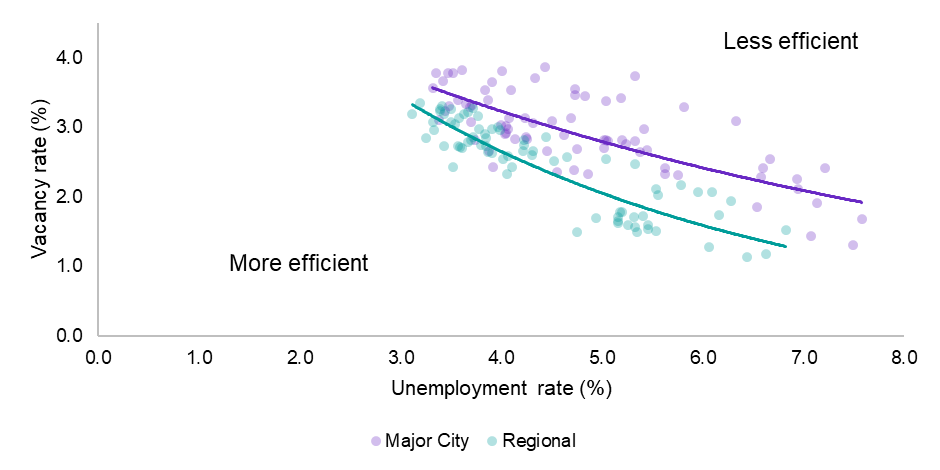 Less efficient
4.0
3.0
2.0
1.0
0.0
Vacancy rate (%)
More efficient
0.0 1.0 2.0 3.0 4.0 5.0 6.0 7.0 8.0
Unemployment rate (%)
Major City Regional